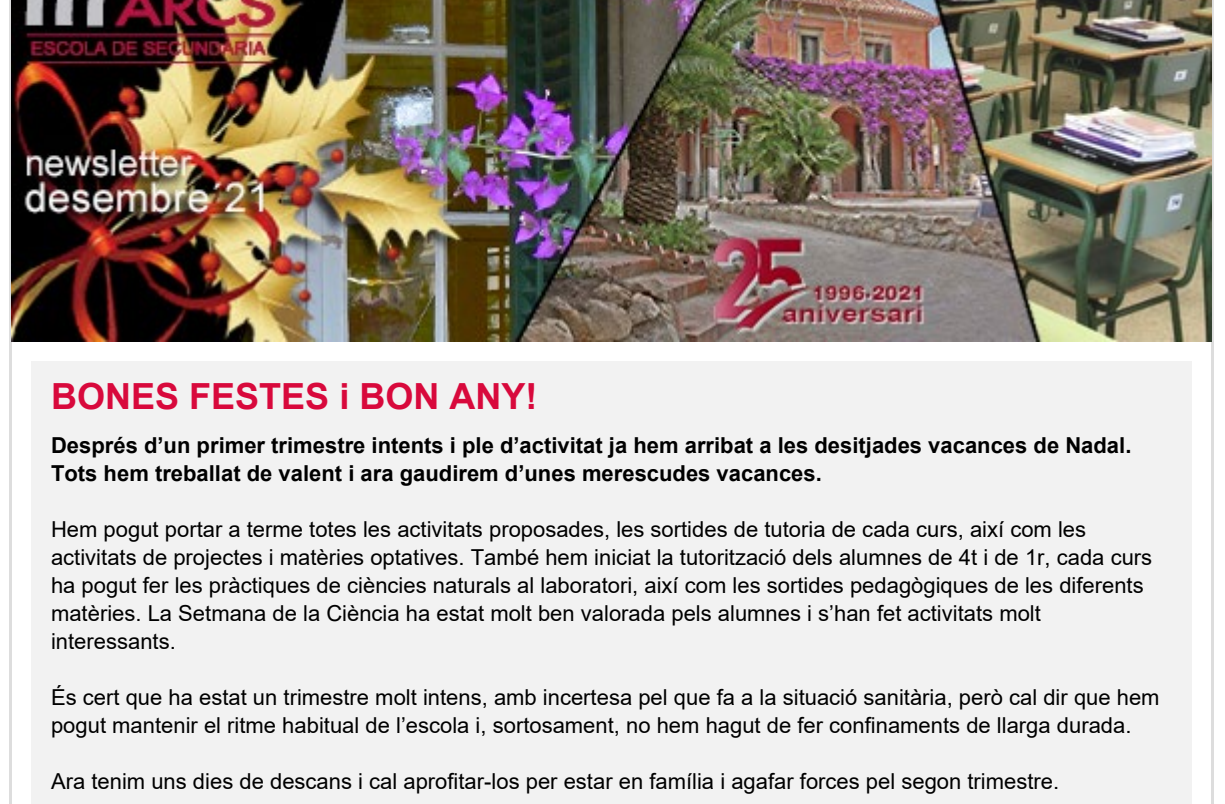 ARCS
ESCOLA DE SECUNDÀRIA
newsletter
desembre´21
25
1996-2021
aniversari
BONES FESTES i BON ANY!
Després d’un primer trimestre intents i ple d’activitat ja hem arribat a les desitjades vacances de Nadal.
Tots hem treballat de valent i ara gaudirem d’unes merescudes vacances.
Hem pogut portar a terme totes les activitats proposades, les sortides de tutoria de cada curs, així com les
activitats de projectes i matèries optatives. També hem iniciat la tutorització dels alumnes de 4t i de 1r, cada curs
ha pogut fer les pràctiques de ciències naturals al laboratori, així com les sortides pedagògiques de les diferents
matèries. La Setmana de la Ciència ha estat molt ben valorada pels alumnes i s’han fet activitats molt
interessants.
És cert que ha estat un trimestre molt intens, amb incertesa pel que fa a la situació sanitària, però cal dir que hem
pogut mantenir el ritme habitual de l’escola i, sortosament, no hem hagut de fer confinaments de llarga durada.
Ara tenim uns dies de descans i cal aprofitar-los per estar en família i agafar forces pel segon trimestre.